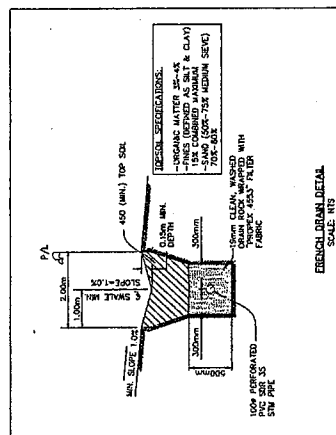 TOPSOIL SPECIFICATIONS:
-ORGANIC MATTER 3%-4%
-FINES (DEFINED AS SILT & CLAY)
15% COMBINED MAXIMUM
-SAND (50%-75% MEDIUM SIEVE)
70%-80%
450 (MIN.) TOP SOIL
P/L
2.00m
1.00m
℄ SWALE MIN.
SLOPE=1.0%
MIN. SLOPE 1.0%
0.15m MIN.
DEPTH
300mm
300mm
500mm
19mm CLEAN, WASHED
DRAIN ROCK WRAPPED WITH
"PROPEX 4553" FILTER
FABRIC
100ø PERFORATED
PVC SDR 35
STM PIPE
FRENCH DRAIN DETAIL
SCALE: NTS